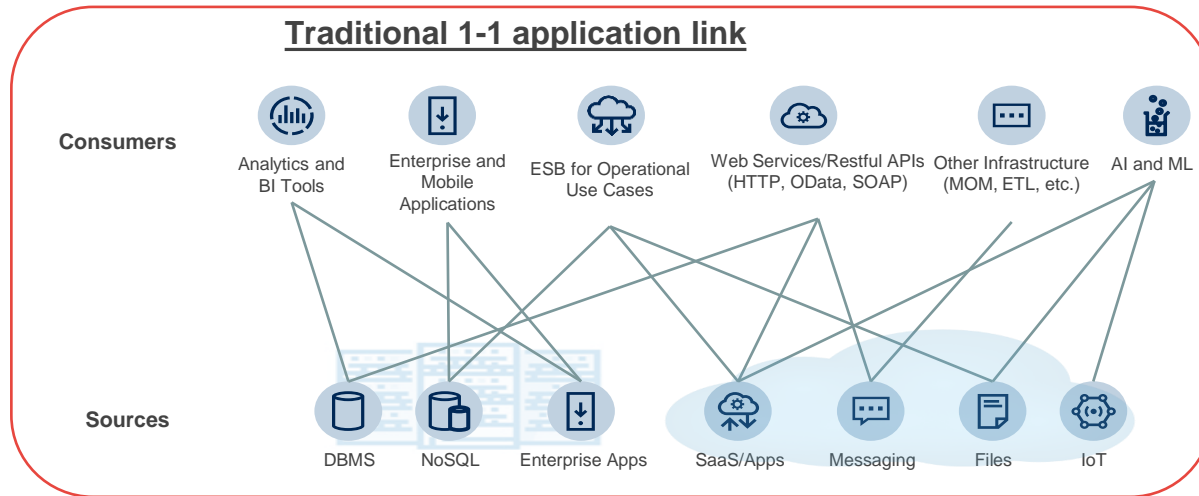 Traditional 1-1 application link
Consumers
Analytics and
BI Tools
Enterprise and
Mobile
Applications
ESB for Operational
Use Cases
Web Services/Restful APIs
(HTTP, OData, SOAP)
Other Infrastructure
(MOM, ETL, etc.)
AI and ML
Sources
DBMS
NoSQL
Enterprise Apps
SaaS/Apps
Messaging
Files
IoT